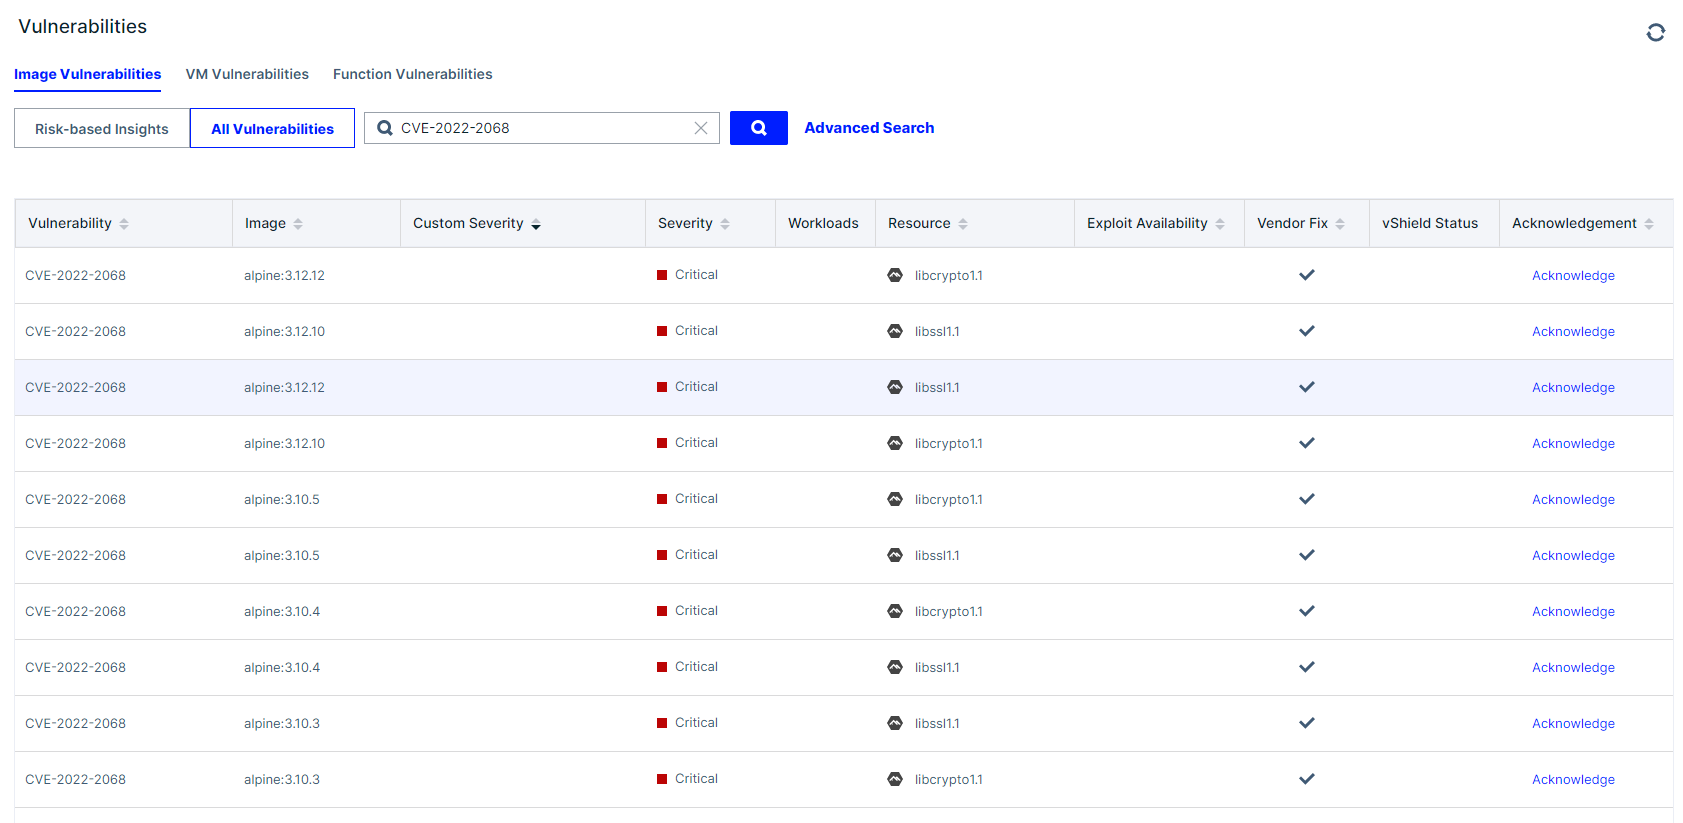 Vulnerabilities
Image Vulnerabilities VM Vulnerabilities Function Vulnerabilities
Risk-based Insights All Vulnerabilities CVE-2022-2068 Advanced Search
Vulnerability Image Custom Severity Severity Workloads Resource Exploit Availability Vendor Fix vShield Status Acknowledgement
CVE-2022-2068 alpine:3.12.12 Critical libcrypto1.1 Acknowledge
CVE-2022-2068 alpine:3.12.10 Critical libssl1.1 Acknowledge
CVE-2022-2068 alpine:3.12.12 Critical libssl1.1 Acknowledge
CVE-2022-2068 alpine:3.12.10 Critical libcrypto1.1 Acknowledge
CVE-2022-2068 alpine:3.10.5 Critical libcrypto1.1 Acknowledge
CVE-2022-2068 alpine:3.10.5 Critical libssl1.1 Acknowledge
CVE-2022-2068 alpine:3.10.4 Critical libcrypto1.1 Acknowledge
CVE-2022-2068 alpine:3.10.4 Critical libssl1.1 Acknowledge
CVE-2022-2068 alpine:3.10.3 Critical libssl1.1 Acknowledge
CVE-2022-2068 alpine:3.10.3 Critical libcrypto1.1 Acknowledge